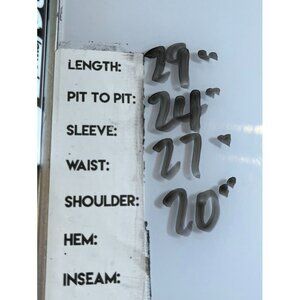 LENGTH: 29"
PIT TO PIT: 24"
SLEEVE: 27"
WAIST:
SHOULDER: 20"
HEM:
INSEAM: